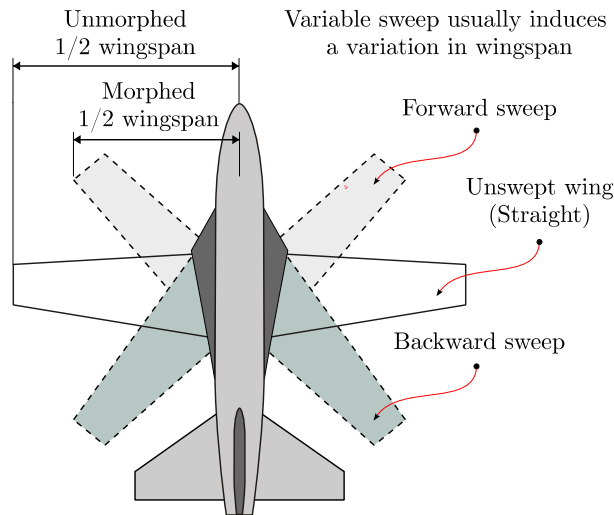 Unmorphed
1/2 wingspan
Variable sweep usually induces
a variation in wingspan
Morphed
1/2 wingspan
Forward sweep
Unswept wing
(Straight)
Backward sweep